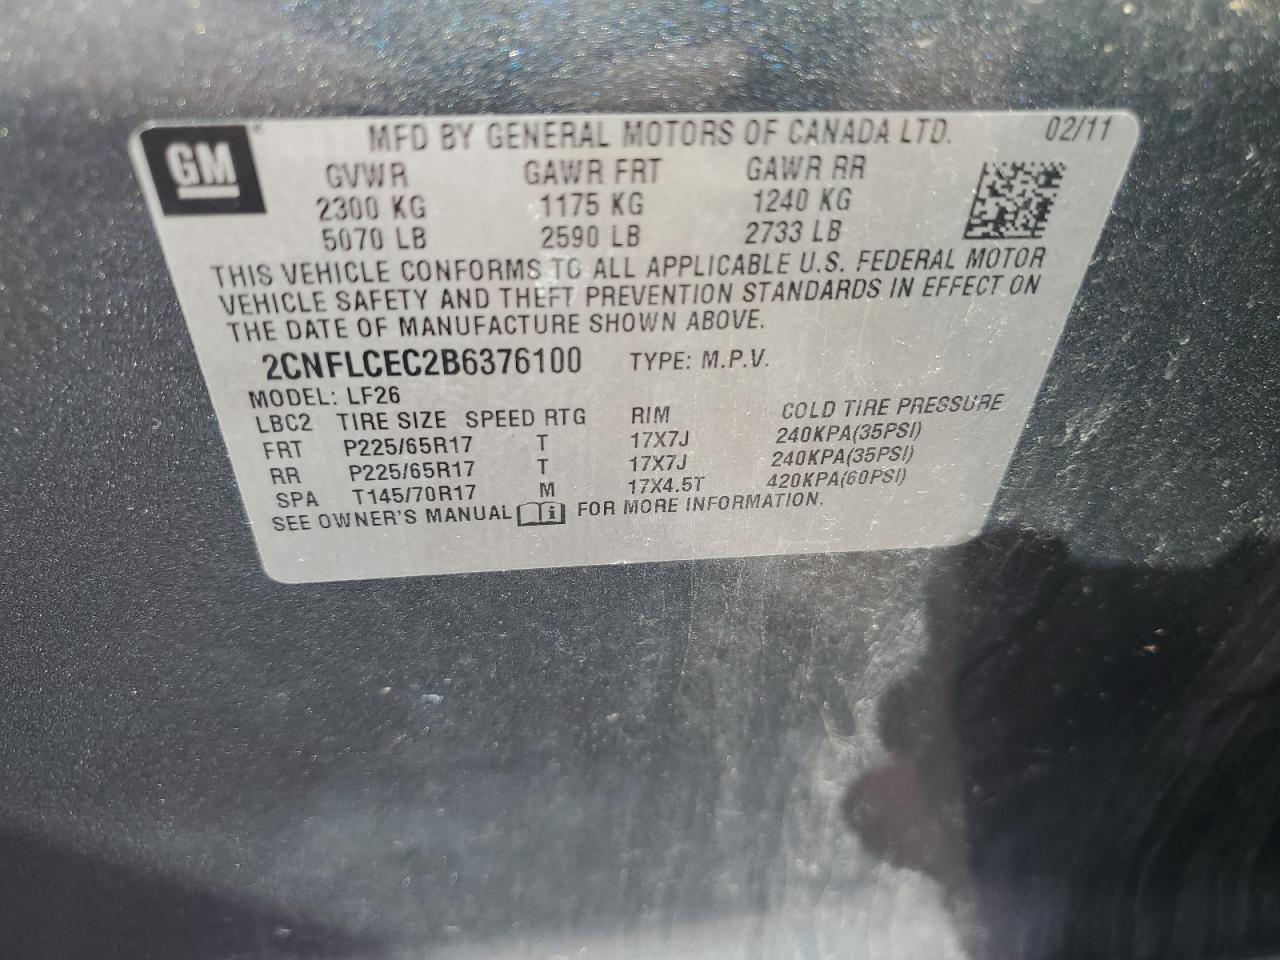 GM
MFD BY GENERAL MOTORS OF CANADA LTD. 02/11
GVWR GAWR FRT GAWR RR
2300 KG 1175 KG 1240 KG
5070 LB 2590 LB 2733 LB
THIS VEHICLE CONFORMS TO ALL APPLICABLE U.S. FEDERAL MOTOR
VEHICLE SAFETY AND THEFT PREVENTION STANDARDS IN EFFECT ON
THE DATE OF MANUFACTURE SHOWN ABOVE.
2CNFLCEC2B6376100 TYPE: M.P.V.
MODEL: LF26
LBC2 TIRE SIZE SPEED RTG RIM COLD TIRE PRESSURE
FRT P225/65R17 T 17X7J 240KPA(35PSI)
RR P225/65R17 T 17X7J 240KPA(35PSI)
SPA T145/70R17 M 17X4.5T 420KPA(60PSI)
SEE OWNER'S MANUAL i FOR MORE INFORMATION.